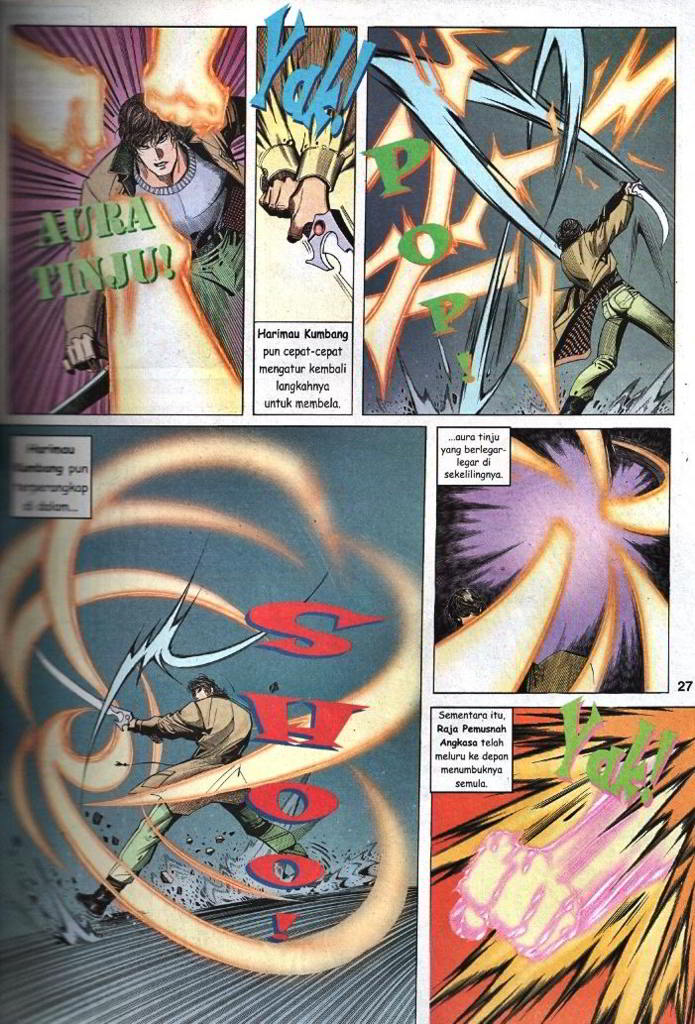 AURA
TINJU!
Yak!
Harimau Kumbang
pun cepat-cepat
mengatur kembali
langkahnya
untuk membela.
POP!
Harimau
Kumbang pun
terperangkap
di dalam...
SHOOO!
...aura tinju
yang berlegar-
legar di
sekelilingnya.
27
Sementara itu,
Raja Pemusnah
Angkasa telah
meluru ke depan
menumbuknya
semula.
Yak!